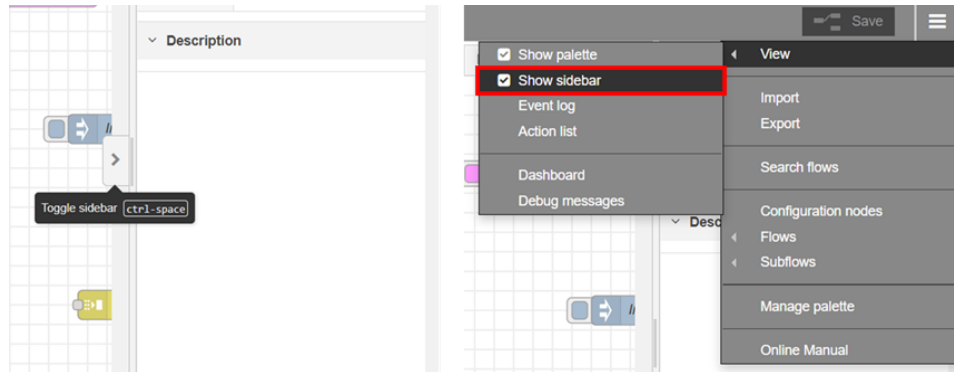 Description
Toggle sidebar ctrl-space
Save
Show palette
View
Show sidebar
Event log
Import
Action list
Export
Search flows
Dashboard
Debug messages
Configuration nodes
Desc
Flows
Subflows
Manage palette
Online Manual